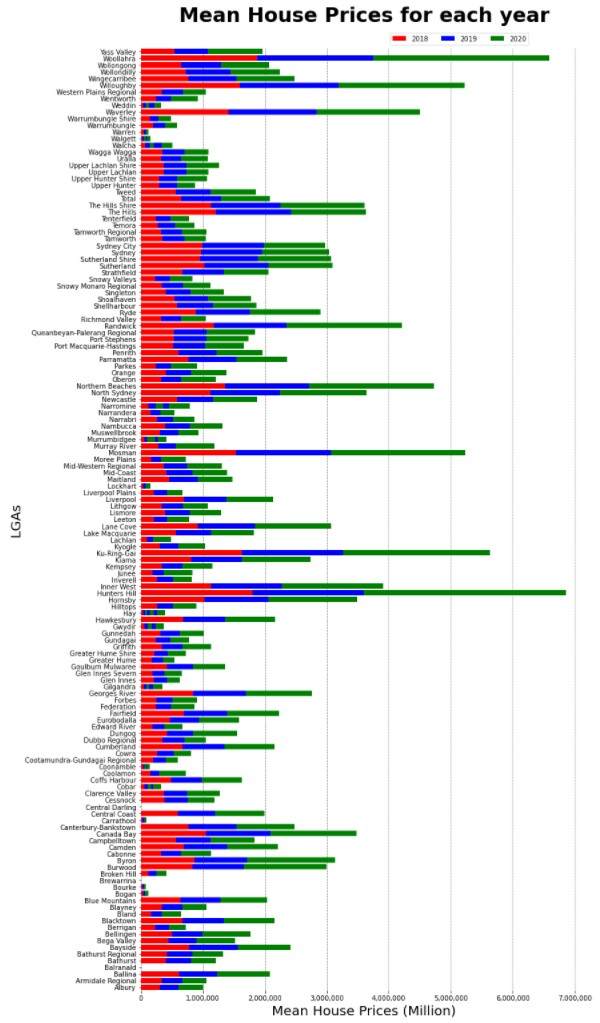 Mean House Prices for each year
2018 2019 2020
Yass Valley
Woollahra
Wollongong
Wollondilly
Wingecarribee
Willoughby
Western Plains Regional
Wentworth
Weddin
Waverley
Warrumbungle Shire
Warrumbungle
Warren
Walgett
Walcha
Wagga Wagga
Uralla
Upper Lachlan Shire
Upper Lachlan
Upper Hunter Shire
Upper Hunter
Tweed
Total
The Hills Shire
The Hills
Tenterfield
Temora
Tamworth Regional
Tamworth
Sydney City
Sydney
Sutherland Shire
Sutherland
Strathfield
Snowy Valleys
Snowy Monaro Regional
Singleton
Shoalhaven
Shellharbour
Ryde
Richmond Valley
Randwick
Queanbeyan-Palerang Regional
Port Stephens
Port Macquarie-Hastings
Penrith
Parramatta
Parkes
Orange
Oberon
Northern Beaches
North Sydney
Newcastle
Narromine
Narrandera
Narrabri
Nambucca
Muswellbrook
Murrumbidgee
Murray River
Mosman
Moree Plains
Mid-Western Regional
Mid-Coast
Maitland
Lockhart
Liverpool Plains
Liverpool
Lithgow
Lismore
Leeton
Lane Cove
Lake Macquarie
Lachlan
Kyogle
Ku-Ring-Gai
Kiama
Kempsey
Junee
Inverell
Inner West
Hunters Hill
Hornsby
Hilltops
Hay
Hawkesbury
Gwydir
Gunnedah
Gundagai
Griffith
Greater Hume Shire
Greater Hume
Goulburn Mulwaree
Glen Innes Severn
Glen Innes
Gilgandra
Georges River
Forbes
Federation
Fairfield
Eurobodalla
Edward River
Dungog
Dubbo Regional
Cumberland
Cowra
Cootamundra-Gundagai Regional
Coonamble
Coolamon
Coffs Harbour
Cobar
Clarence Valley
Cessnock
Central Darling
Central Coast
Carrathool
Canterbury-Bankstown
Canada Bay
Campbelltown
Camden
Cabonne
Byron
Burwood
Broken Hill
Brewarrina
Bourke
Bogan
Blue Mountains
Blayney
Bland
Blacktown
Berrigan
Bellingen
Bega Valley
Bayside
Bathurst Regional
Bathurst
Balranald
Ballina
Armidale Regional
Albury
LGAs
0 1,000,000 2,000,000 3,000,000 4,000,000 5,000,000 6,000,000 7,000,000
Mean House Prices (Million)